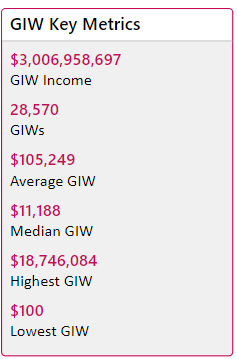 GIW Key Metrics
$3,006,958,697
GIW Income
28,570
GIWs
$105,249
Average GIW
$11,188
Median GIW
$18,746,084
Highest GIW
$100
Lowest GIW